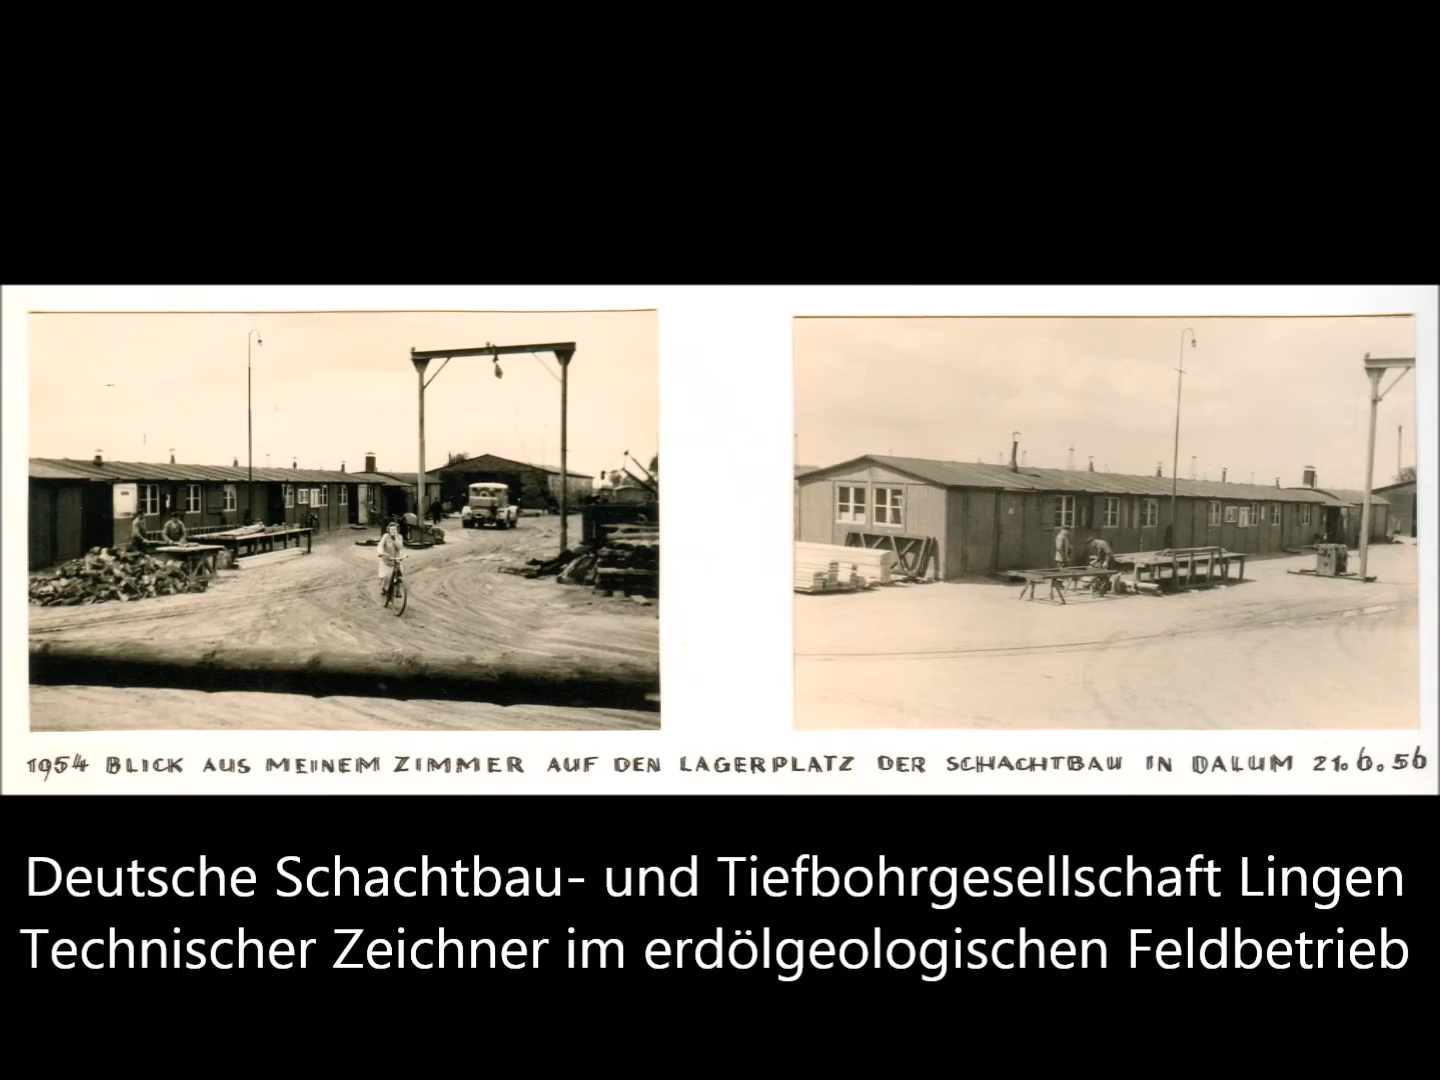 1954 BLICK AUS MEINEM ZIMMER AUF DEN LAGERPLATZ DER SCHACHTBAU IN DALUM 21.6.56
Deutsche Schachtbau- und Tiefbohrgesellschaft Lingen
Technischer Zeichner im erdölgeologischen Feldbetrieb